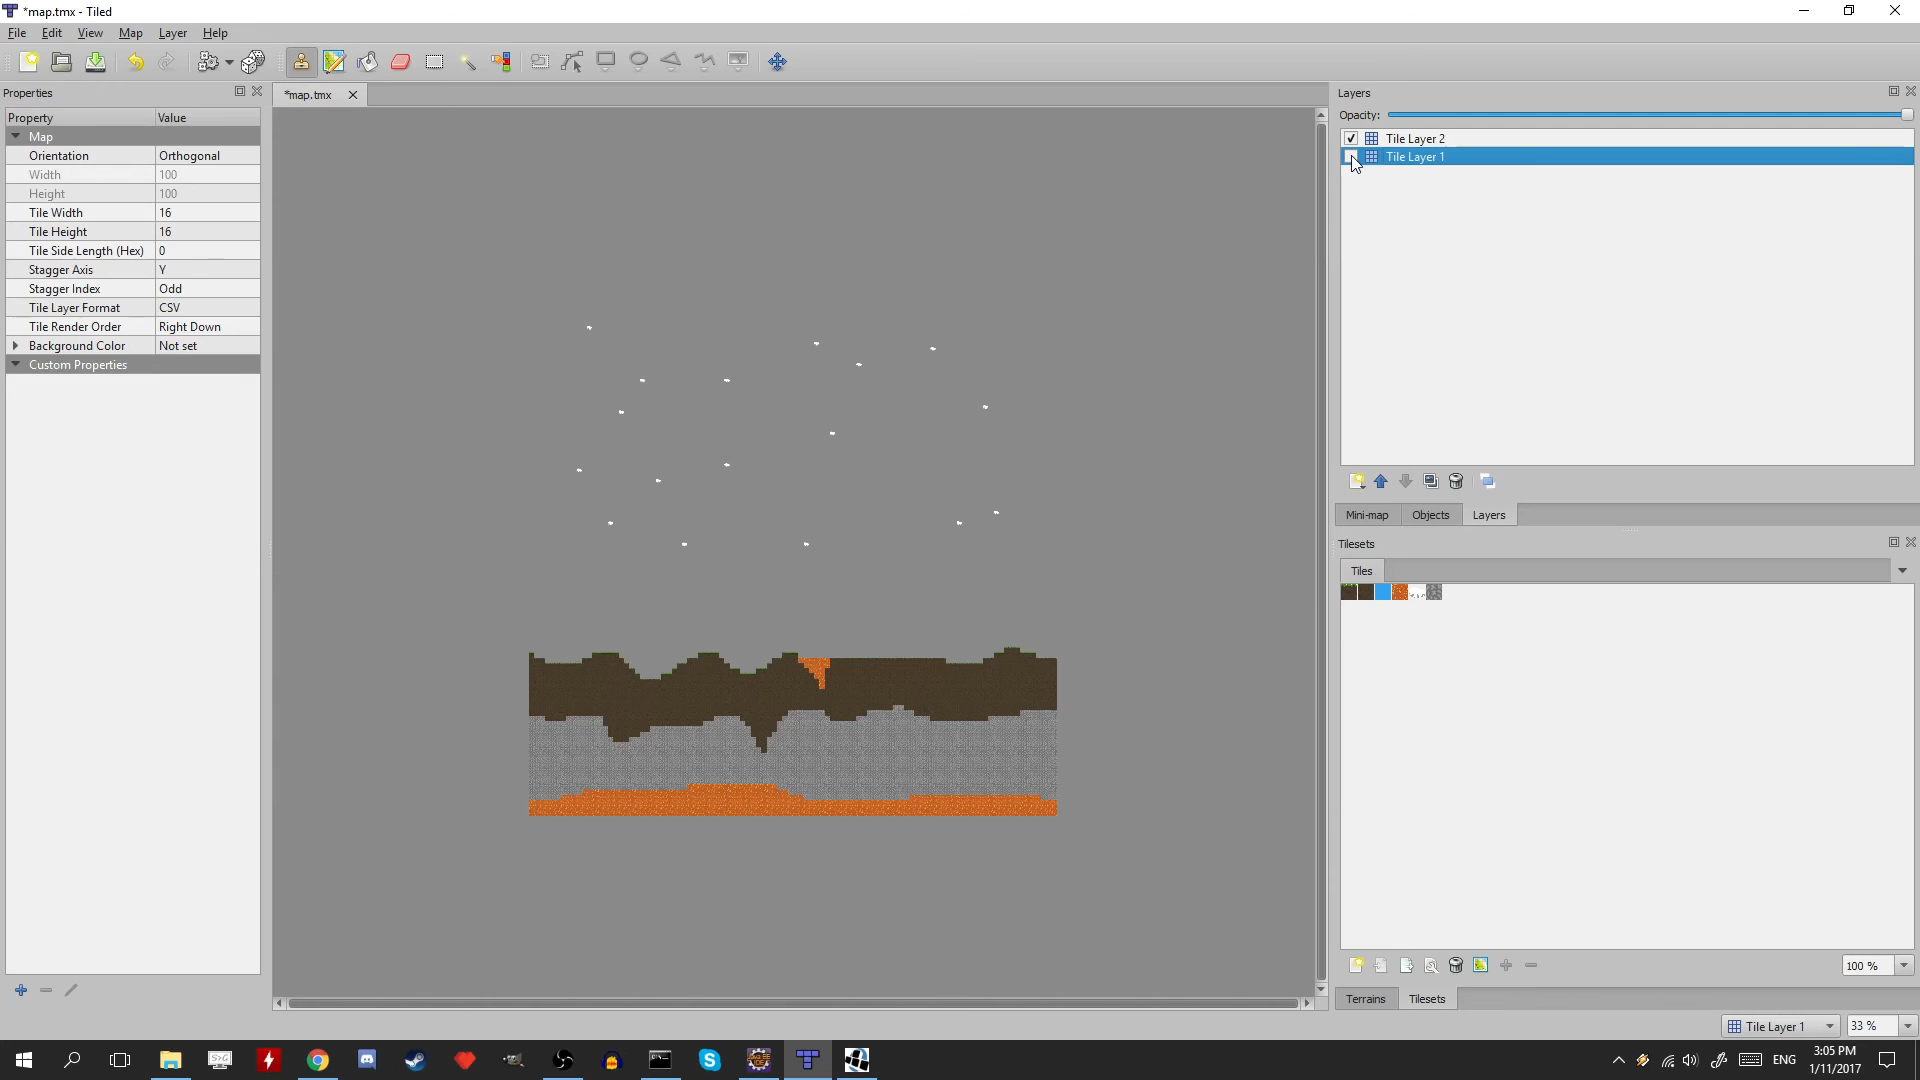 *map.tmx - Tiled
File Edit View Map Layer Help
Properties
*map.tmx
Layers
Property Value
Opacity:
Map
Tile Layer 2
Orientation Orthogonal
Tile Layer 1
Width 100
Height 100
Tile Width 16
Tile Height 16
Tile Side Length (Hex) 0
Stagger Axis Y
Stagger Index Odd
Tile Layer Format CSV
Tile Render Order Right Down
Background Color Not set
Custom Properties
Mini-map Objects Layers
Tilesets
Tiles
100 %
Terrains Tilesets
Tile Layer 1 33 %
ENG
3:05 PM
1/11/2017